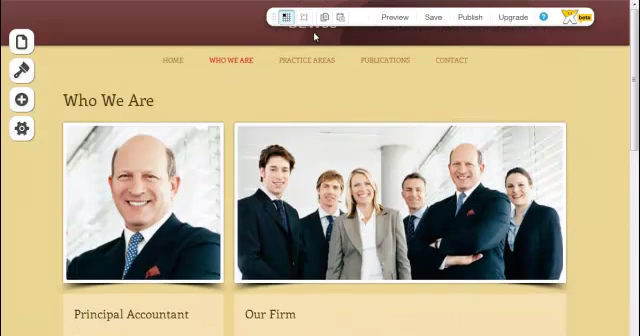 Preview Save Publish Upgrade ? beta
HOME WHO WE ARE PRACTICE AREAS PUBLICATIONS CONTACT
Who We Are
Principal Accountant Our Firm